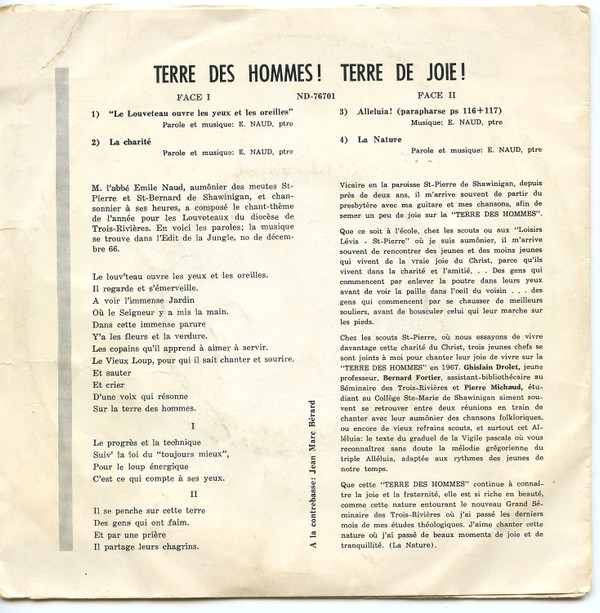 TERRE DES HOMMES! TERRE DE JOIE!
FACE I
ND-76701
FACE II
1) "Le Louveteau ouvre les yeux et les oreilles"
Parole et musique: E. NAUD, ptre
2) La charité
Parole et musique: E. NAUD, ptre
3) Alleluia! (parapharse ps 116+117)
Musique: E. NAUD, ptre
4) La Nature
Parole et musique: E. NAUD, ptre
M. l'abbé Emile Naud, aumônier des meutes St-
Pierre et St-Bernard de Shawinigan, et chan-
sonnier à ses heures, a composé le chant-thème
de l'année pour les Louveteaux du diocèse de
Trois-Rivières. En voici les paroles; la musique
se trouve dans l'Edit de la Jungle, no de décem-
bre 66.
Le louv'teau ouvre les yeux et les oreilles.
Il regarde et s'émerveille.
A voir l'immense Jardin
Où le Seigneur y a mis la main.
Dans cette immense parure
Y'a les fleurs et la verdure.
Les copains qu'il apprend à aimer à servir.
Le Vieux Loup, pour qui il sait chanter et sourire.
Et sauter
Et crier
D'une voix qui résonne
Sur la terre des hommes.
I
Le progrès et la technique
Suiv' la loi du "toujours mieux",
Pour le loup énergique
C'est ce qui compte à ses yeux.
II
Il se penche sur cette terre
Des gens qui ont faim.
Et par une prière
Il partage leurs chagrins.
A la contrebasse: Jean Marc Bérard
Vicaire en la paroisse St-Pierre de Shawinigan, depuis
près de deux ans, il m'arrive souvent de partir du
presbytère avec ma guitare et mes chansons, afin de
semer un peu de joie sur la "TERRE DES HOMMES".
Que ce soit à l'école, chez les scouts ou aux "Loisirs
Lévis - St-Pierre" où je suis aumônier, il m'arrive
souvent de rencontrer des jeunes et des moins jeunes
qui vivent de la vraie joie du Christ, parce qu'ils
vivent dans la charité et l'amitié, . . Des gens qui
commencent par enlever la poutre dans leurs yeux
avant de voir la paille dans l'oeil du voisin . . . des
gens qui commencent par se chausser de meilleurs
souliers, avant de bousculer celui qui leur marche sur
les pieds.
Chez les scouts St-Pierre, où nous essayons de vivre
davantage cette charité du Christ, trois jeunes chefs se
sont joints à moi pour chanter leur joie de vivre sur la
"TERRE DES HOMMES" en 1967. Ghislain Drolet, jeune
professeur, Bernard Fortier, assistant-bibliothécaire au
Séminaire des Trois-Rivières et Pierre Michaud, étu-
diant au Collège Ste-Marie de Shawinigan aiment sou-
vent se retrouver entre deux réunions en train de
chanter avec leur aumônier des chansons folkloriques,
ou encore de vieux refrains scouts, et surtout cet Al-
léluia: le texte du graduel de la Vigile pascale où vous
reconnaîtrez sans doute la mélodie grégorienne du
triple Alléluia, adaptée aux rythmes des jeunes de
notre temps.
Que cette "TERRE DES HOMMES" continue à connaî-
tre la joie et la fraternité, elle est si riche en beauté,
comme cette nature entourant le nouveau Grand Sé-
minaire des Trois-Rivières où j'ai passé les derniers
mois de mes études théologiques. J'aime chanter cette
nature où j'ai passé de beaux moments de joie et de
tranquillité. (La Nature).